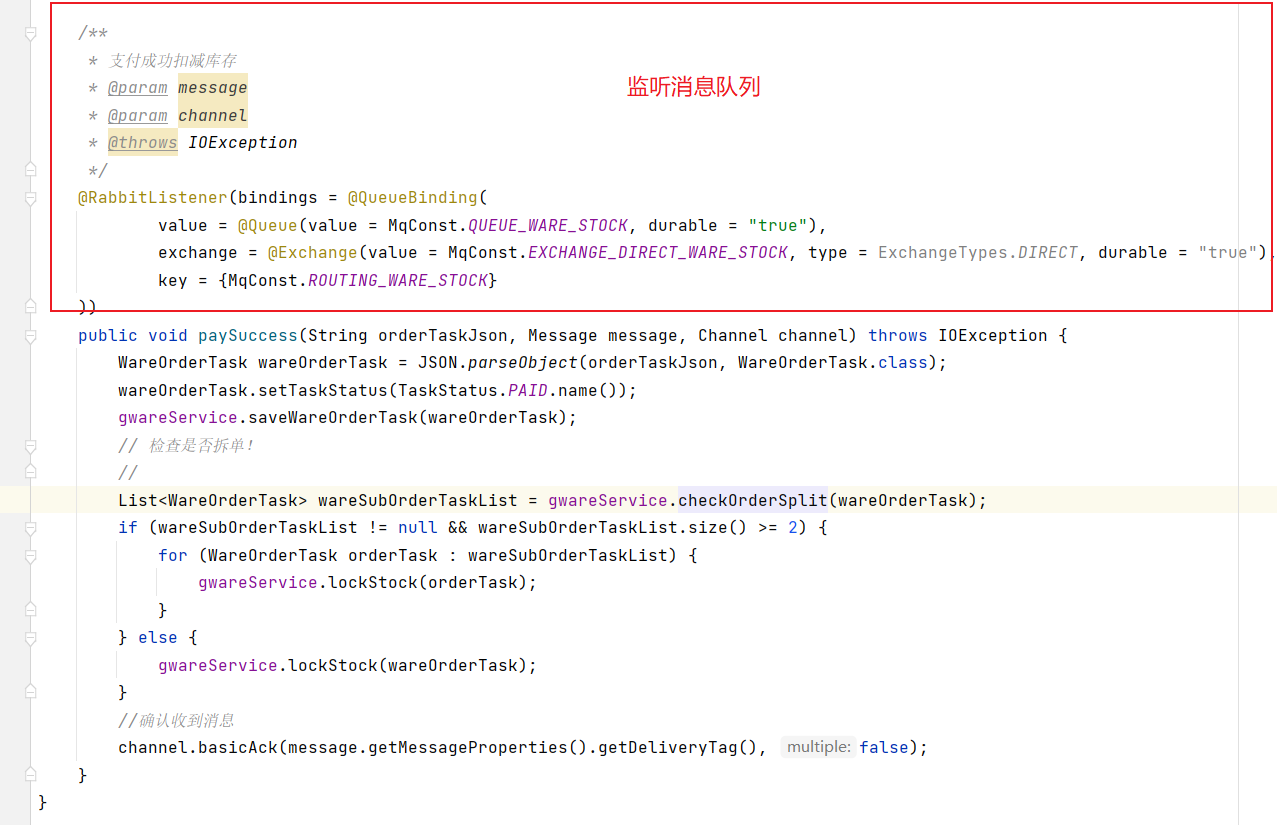 /**
* 支付成功扣减库存
* @param message
监听消息队列
* @param channel
* @throws IOException
*/
@RabbitListener(bindings = @QueueBinding(
value = @Queue(value = MqConst.QUEUE_WARE_STOCK, durable = "true"),
exchange = @Exchange(value = MqConst.EXCHANGE_DIRECT_WARE_STOCK, type = ExchangeTypes.DIRECT, durable = "true"),
key = {MqConst.ROUTING_WARE_STOCK}
))
public void paySuccess(String orderTaskJson, Message message, Channel channel) throws IOException {
WareOrderTask wareOrderTask = JSON.parseObject(orderTaskJson, WareOrderTask.class);
wareOrderTask.setTaskStatus(TaskStatus.PAID.name());
gwareService.saveWareOrderTask(wareOrderTask);
// 检查是否拆单！
//
List<WareOrderTask> wareSubOrderTaskList = gwareService.checkOrderSplit(wareOrderTask);
if (wareSubOrderTaskList != null && wareSubOrderTaskList.size() >= 2) {
for (WareOrderTask orderTask : wareSubOrderTaskList) {
gwareService.lockStock(orderTask);
}
} else {
gwareService.lockStock(wareOrderTask);
}
//确认收到消息
channel.basicAck(message.getMessageProperties().getDeliveryTag(), multiple: false);
}
}